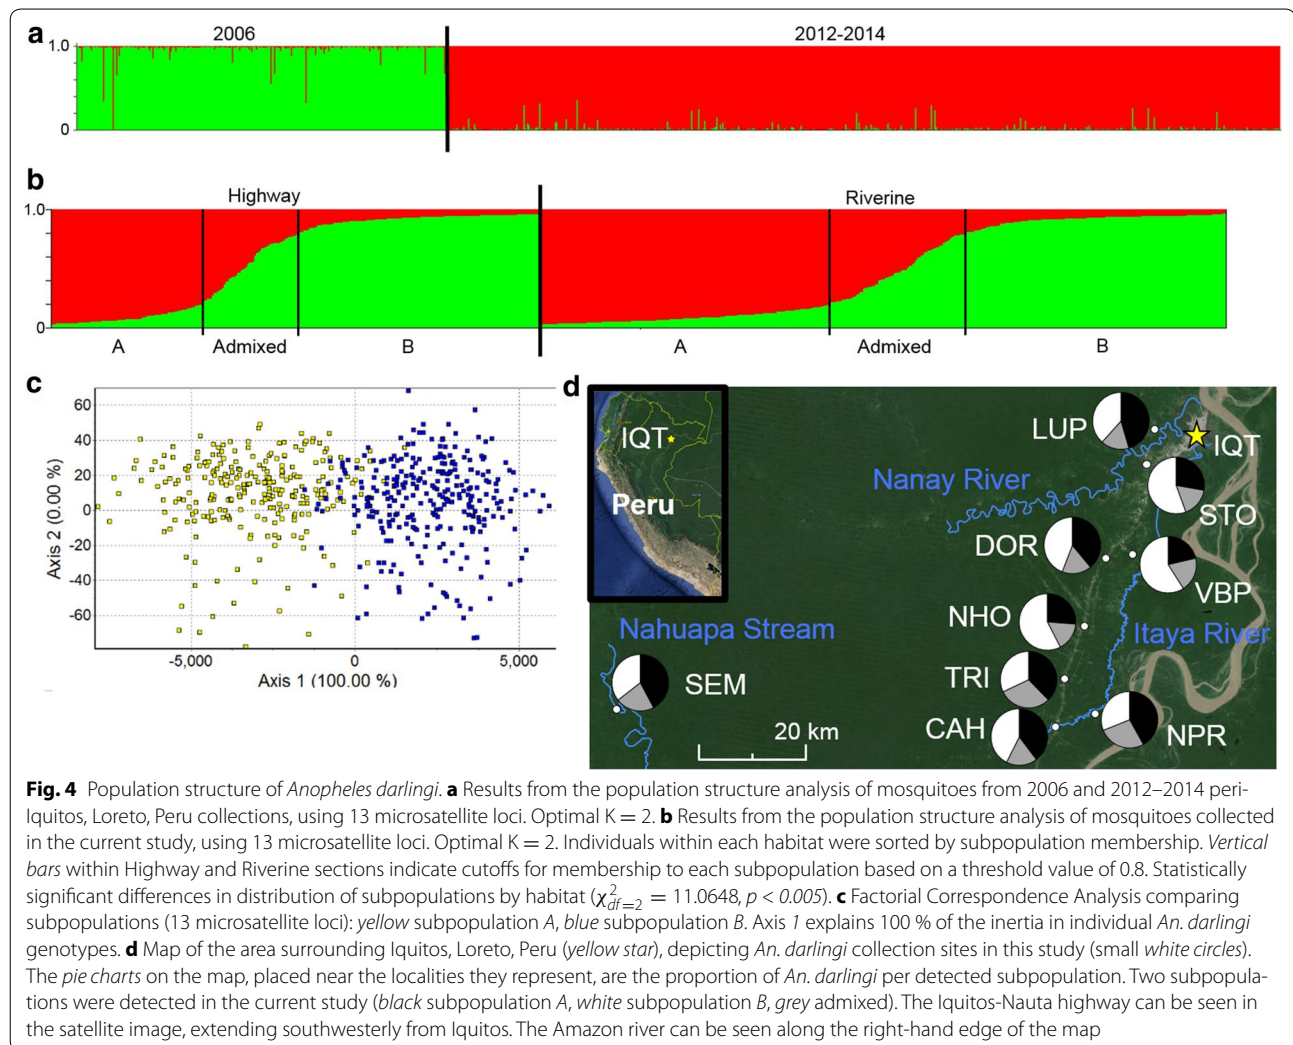 a
2006
2012-2014
1.0
0
b
Highway
Riverine
1.0
0
A
Admixed
B
A
Admixed
B
c
60
40
20
0
-20
-40
-60
Axis 2 (0.00 %)
-5,000
0
5,000
Axis 1 (100.00 %)
d
IQT
Peru
LUP
IQT
Nanay River
STO
DOR
VBP
NHO
Itaya River
Nahuapa Stream
TRI
SEM
CAH
NPR
20 km
Fig. 4 Population structure of Anopheles darlingi. a Results from the population structure analysis of mosquitoes from 2006 and 2012–2014 peri-
Iquitos, Loreto, Peru collections, using 13 microsatellite loci. Optimal K = 2. b Results from the population structure analysis of mosquitoes collected
in the current study, using 13 microsatellite loci. Optimal K = 2. Individuals within each habitat were sorted by subpopulation membership. Vertical
bars within Highway and Riverine sections indicate cutoffs for membership to each subpopulation based on a threshold value of 0.8. Statistically
significant differences in distribution of subpopulations by habitat (χ²df=2 = 11.0648, p < 0.005). c Factorial Correspondence Analysis comparing
subpopulations (13 microsatellite loci): yellow subpopulation A, blue subpopulation B. Axis 1 explains 100 % of the inertia in individual An. darlingi
genotypes. d Map of the area surrounding Iquitos, Loreto, Peru (yellow star), depicting An. darlingi collection sites in this study (small white circles).
The pie charts on the map, placed near the localities they represent, are the proportion of An. darlingi per detected subpopulation. Two subpopula-
tions were detected in the current study (black subpopulation A, white subpopulation B, grey admixed). The Iquitos-Nauta highway can be seen in
the satellite image, extending southwesterly from Iquitos. The Amazon river can be seen along the right-hand edge of the map